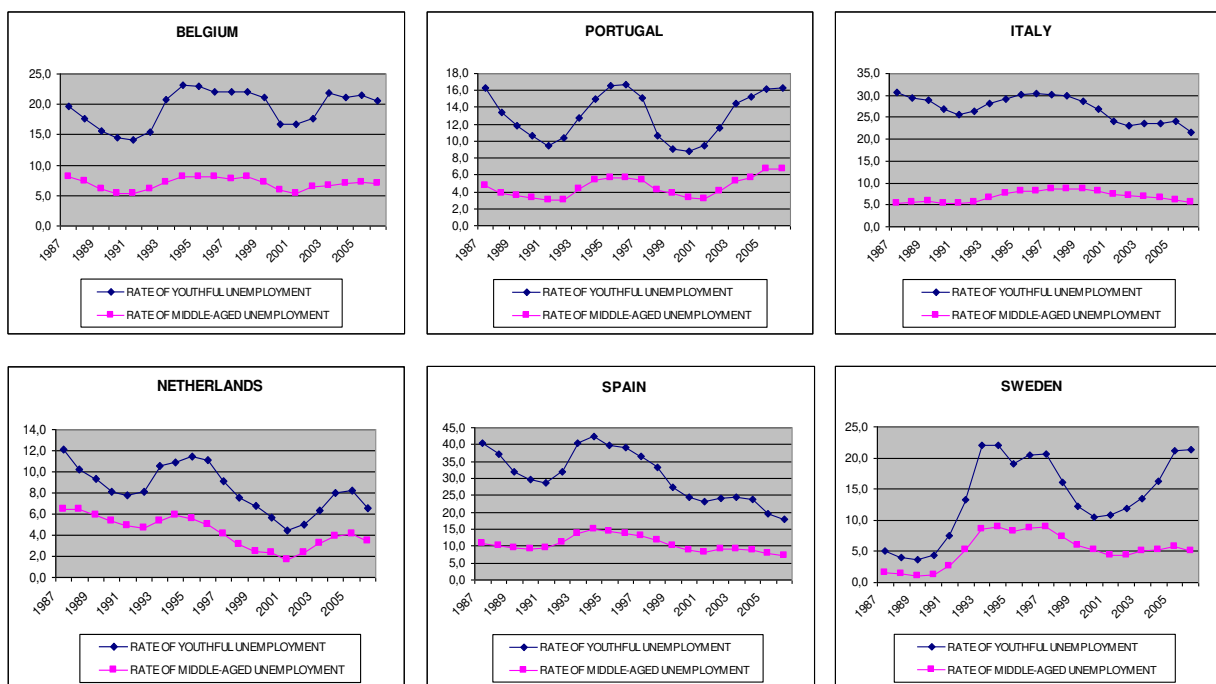 BELGIUM
25,0
20,0
15,0
10,0
5,0
0,0
1987 1989 1991 1993 1995 1997 1999 2001 2003 2005
RATE OF YOUTHFUL UNEMPLOYMENT
RATE OF MIDDLE-AGED UNEMPLOYMENT
PORTUGAL
18,0
16,0
14,0
12,0
10,0
8,0
6,0
4,0
2,0
0,0
1987 1989 1991 1993 1995 1997 1999 2001 2003 2005
RATE OF YOUTHFUL UNEMPLOYMENT
RATE OF MIDDLE-AGED UNEMPLOYMENT
ITALY
35,0
30,0
25,0
20,0
15,0
10,0
5,0
0,0
1987 1989 1991 1993 1995 1997 1999 2001 2003 2005
RATE OF YOUTHFUL UNEMPLOYMENT
RATE OF MIDDLE-AGED UNEMPLOYMENT
NETHERLANDS
14,0
12,0
10,0
8,0
6,0
4,0
2,0
0,0
1987 1989 1991 1993 1995 1997 1999 2001 2003 2005
RATE OF YOUTHFUL UNEMPLOYMENT
RATE OF MIDDLE-AGED UNEMPLOYMENT
SPAIN
45,0
40,0
35,0
30,0
25,0
20,0
15,0
10,0
5,0
0,0
1987 1989 1991 1993 1995 1997 1999 2001 2003 2005
RATE OF YOUTHFUL UNEMPLOYMENT
RATE OF MIDDLE-AGED UNEMPLOYMENT
SWEDEN
25,0
20,0
15,0
10,0
5,0
0,0
1987 1989 1991 1993 1995 1997 1999 2001 2003 2005
RATE OF YOUTHFUL UNEMPLOYMENT
RATE OF MIDDLE-AGED UNEMPLOYMENT